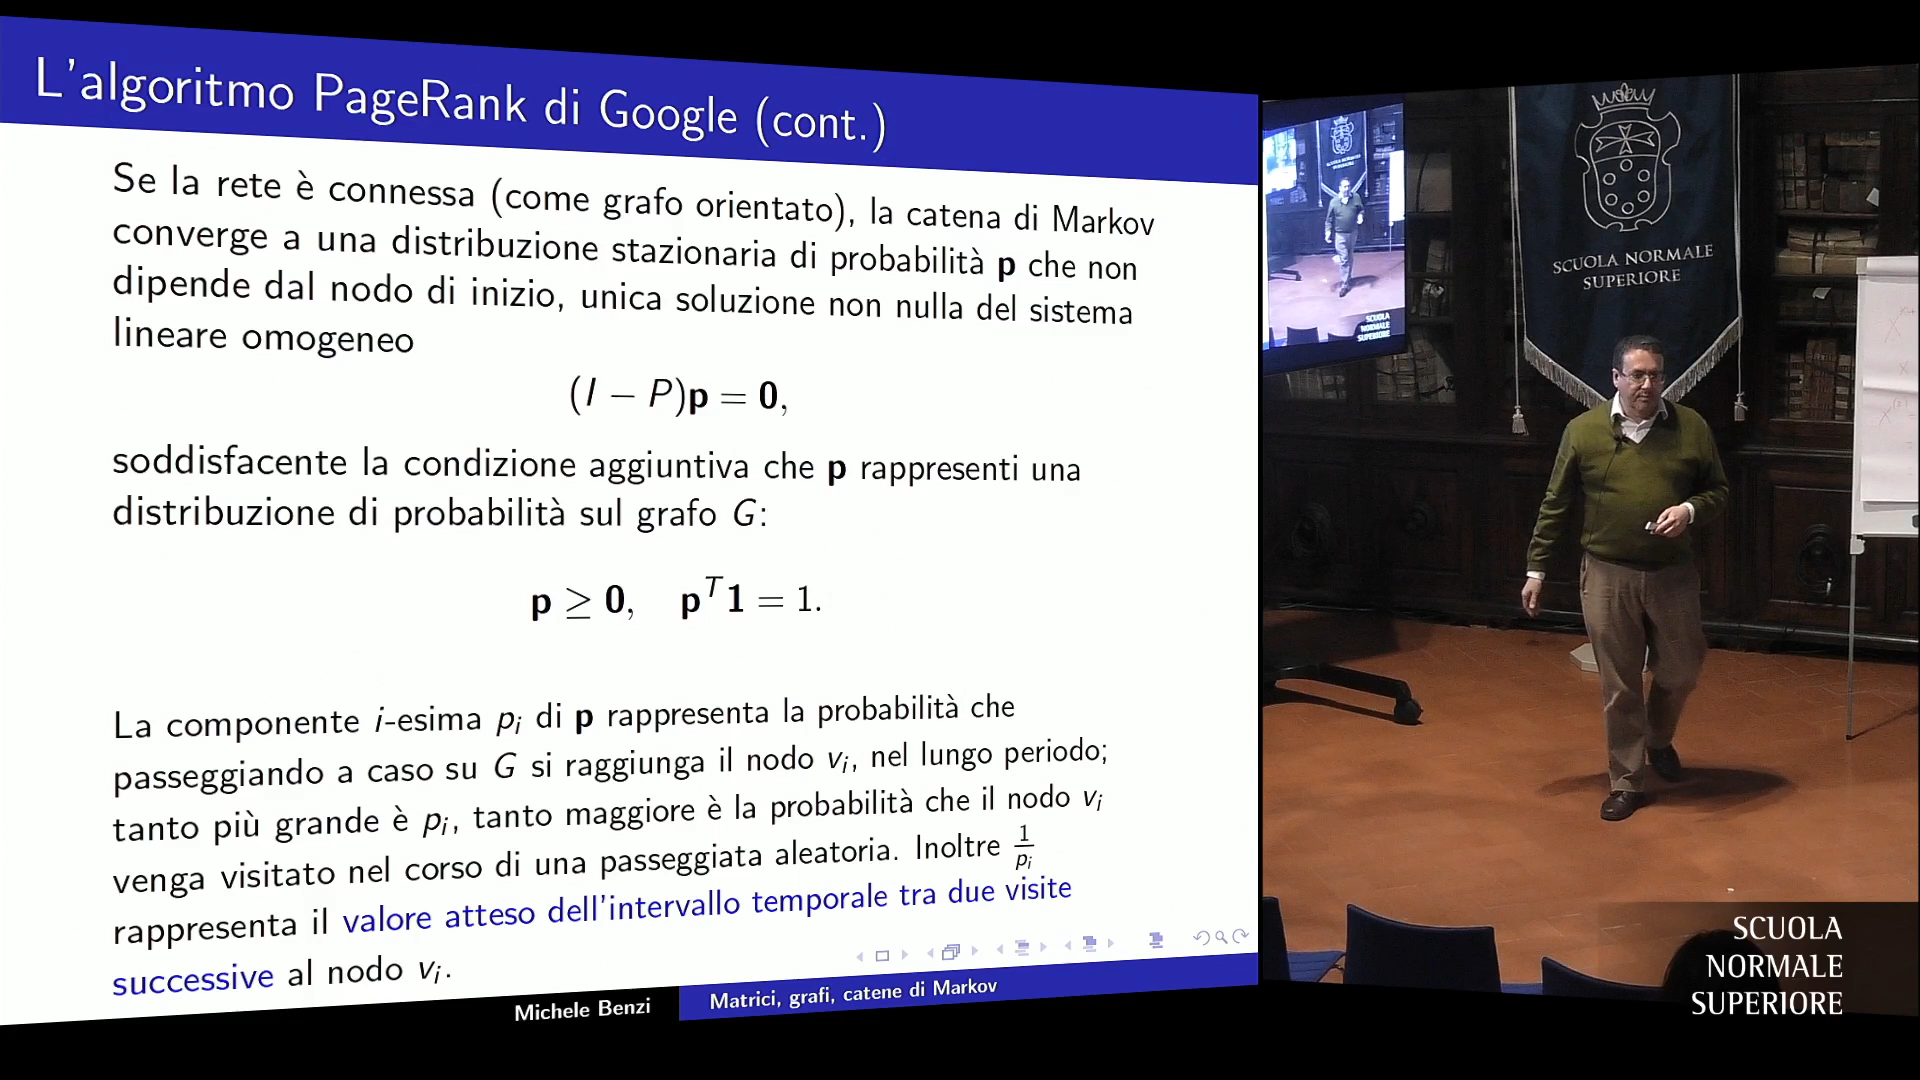 L'algoritmo PageRank di Google (cont.)
Se la rete è connessa (come grafo orientato), la catena di Markov
converge a una distribuzione stazionaria di probabilità p che non
dipende dal nodo di inizio, unica soluzione non nulla del sistema
lineare omogeneo
(I − P)p = 0,
soddisfacente la condizione aggiuntiva che p rappresenti una
distribuzione di probabilità sul grafo G:
p ≥ 0, p^T 1 = 1.
La componente i-esima p_i di p rappresenta la probabilità che
passeggiando a caso su G si raggiunga il nodo v_i, nel lungo periodo;
tanto più grande è p_i, tanto maggiore è la probabilità che il nodo v_i
venga visitato nel corso di una passeggiata aleatoria. Inoltre 1/p_i
rappresenta il valore atteso dell'intervallo temporale tra due visite
successive al nodo v_i.
Michele Benzi
Matrici, grafi, catene di Markov
SCUOLA NORMALE
SUPERIORE
SCUOLA
NORMALE
SUPERIORE
SCUOLA
NORMALE
SUPERIORE